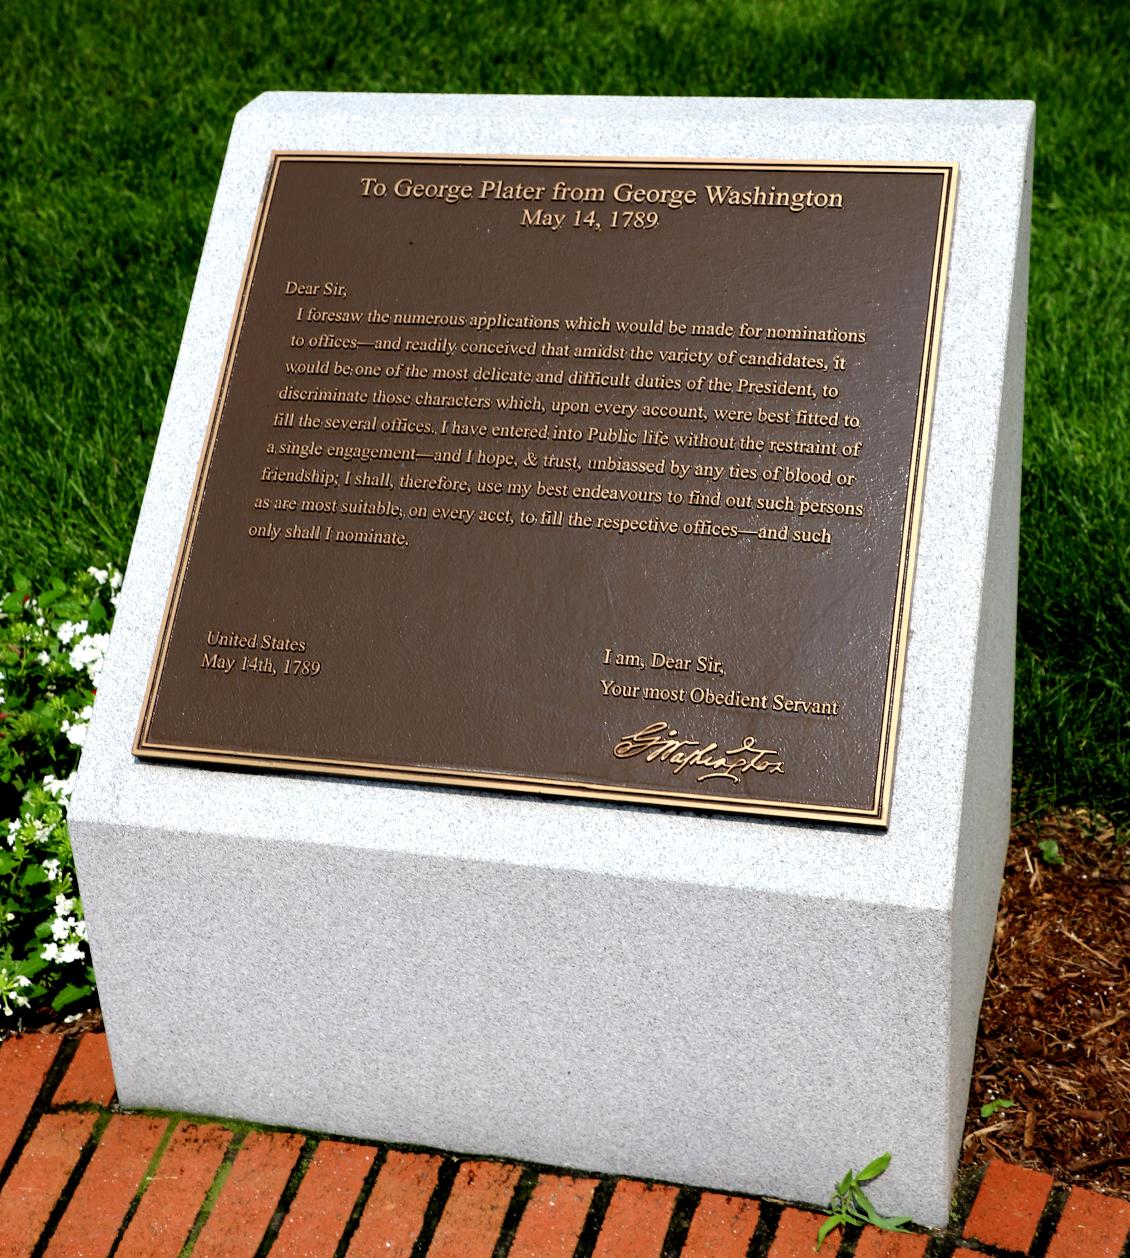 To George Plater from George Washington
May 14, 1789
Dear Sir,
I foresaw the numerous applications which would be made for nominations
to offices—and readily conceived that amidst the variety of candidates, it
would be one of the most delicate and difficult duties of the President, to
discriminate those characters which, upon every account, were best fitted to
fill the several offices. I have entered into Public life without the restraint of
a single engagement—and I hope, & trust, unbiassed by any ties of blood or
friendship; I shall, therefore, use my best endeavours to find out such persons
as are most suitable, on every acct, to fill the respective offices—and such
only shall I nominate.
United States
May 14th, 1789
I am, Dear Sir,
Your most Obedient Servant
G:Washington